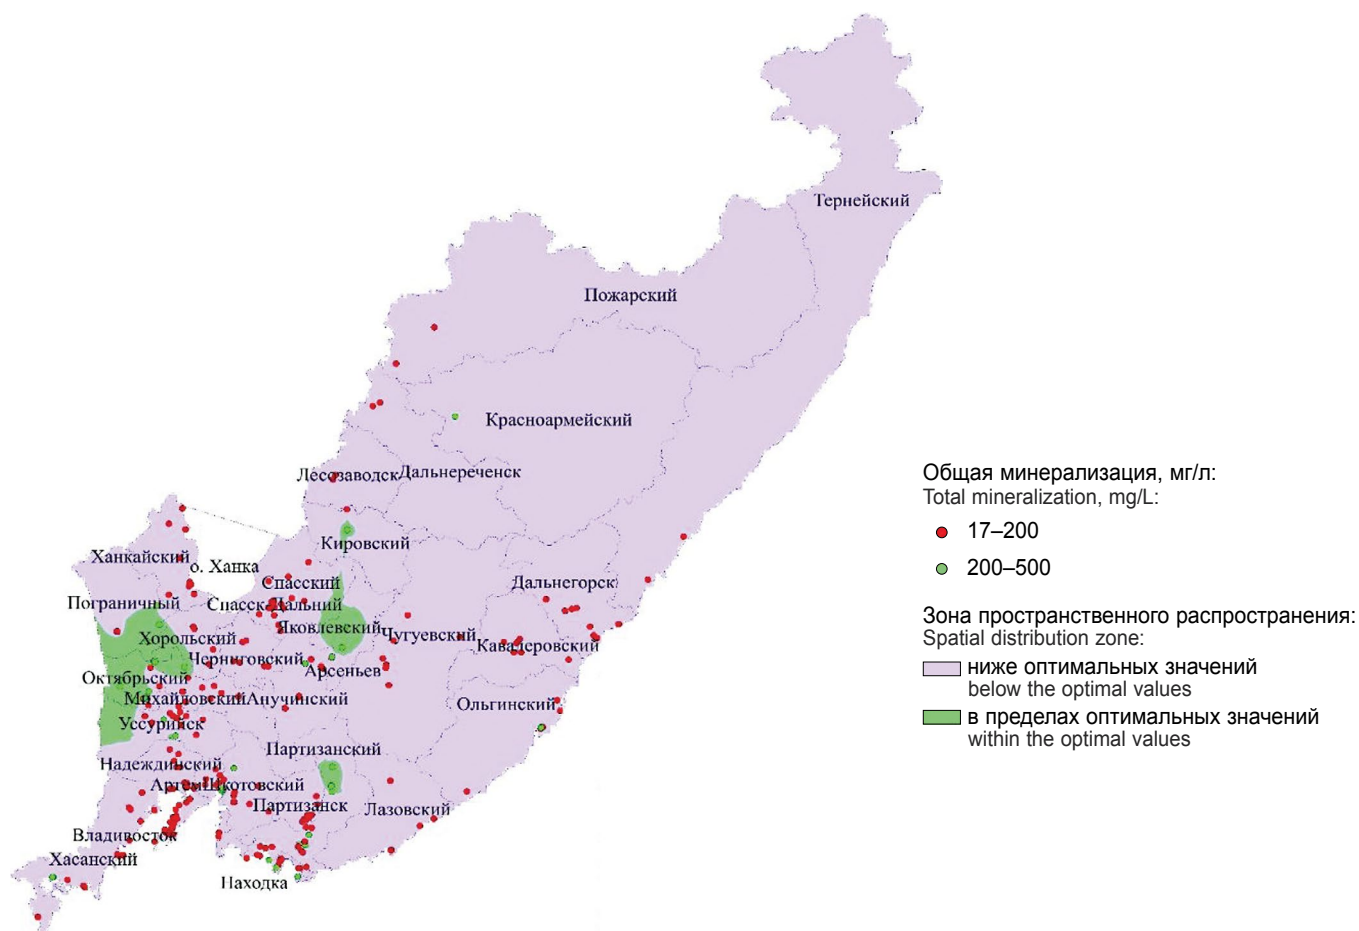 Тернейский
Пожарский
Красноармейский
Лесозаводск
Дальнереченск
Кировский
Ханкайский
о. Ханка
Спасский
Дальнегорск
Пограничный
Спасск-Дальний
Яковлевский
Чугуевский
Хорольский
Кавалеровский
Черниговский
Арсеньев
Октябрьский
Михайловский
Анучинский
Ольгинский
Уссурийск
Партизанский
Надеждинский
Артем
Шкотовский
Партизанск
Лазовский
Владивосток
Хасанский
Находка
Общая минерализация, мг/л:
Total mineralization, mg/L:
17–200
200–500
Зона пространственного распространения:
Spatial distribution zone:
ниже оптимальных значений
below the optimal values
в пределах оптимальных значений
within the optimal values